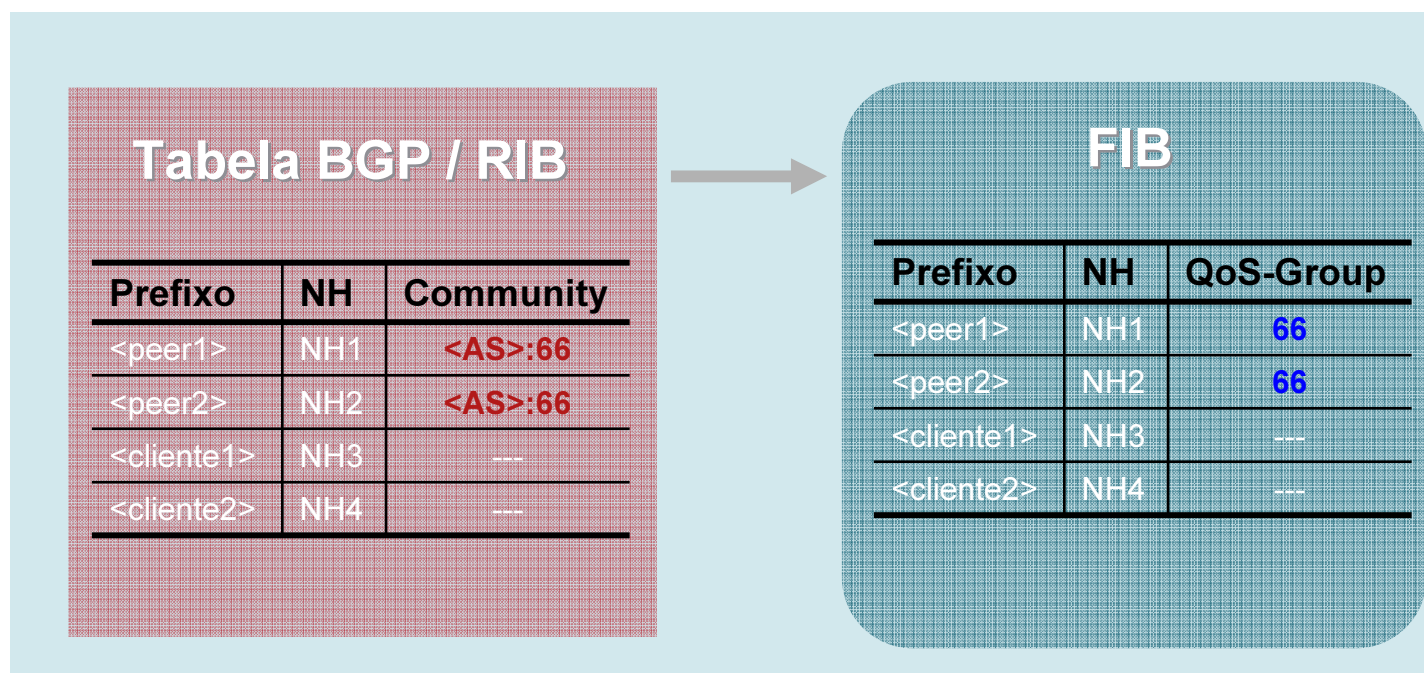 Tabela BGP / RIB
Prefixo NH Community
<peer1> NH1 <AS>:66
<peer2> NH2 <AS>:66
<cliente1> NH3 ---
<cliente2> NH4 ---
FIB
Prefixo NH QoS-Group
<peer1> NH1 66
<peer2> NH2 66
<cliente1> NH3 ---
<cliente2> NH4 ---